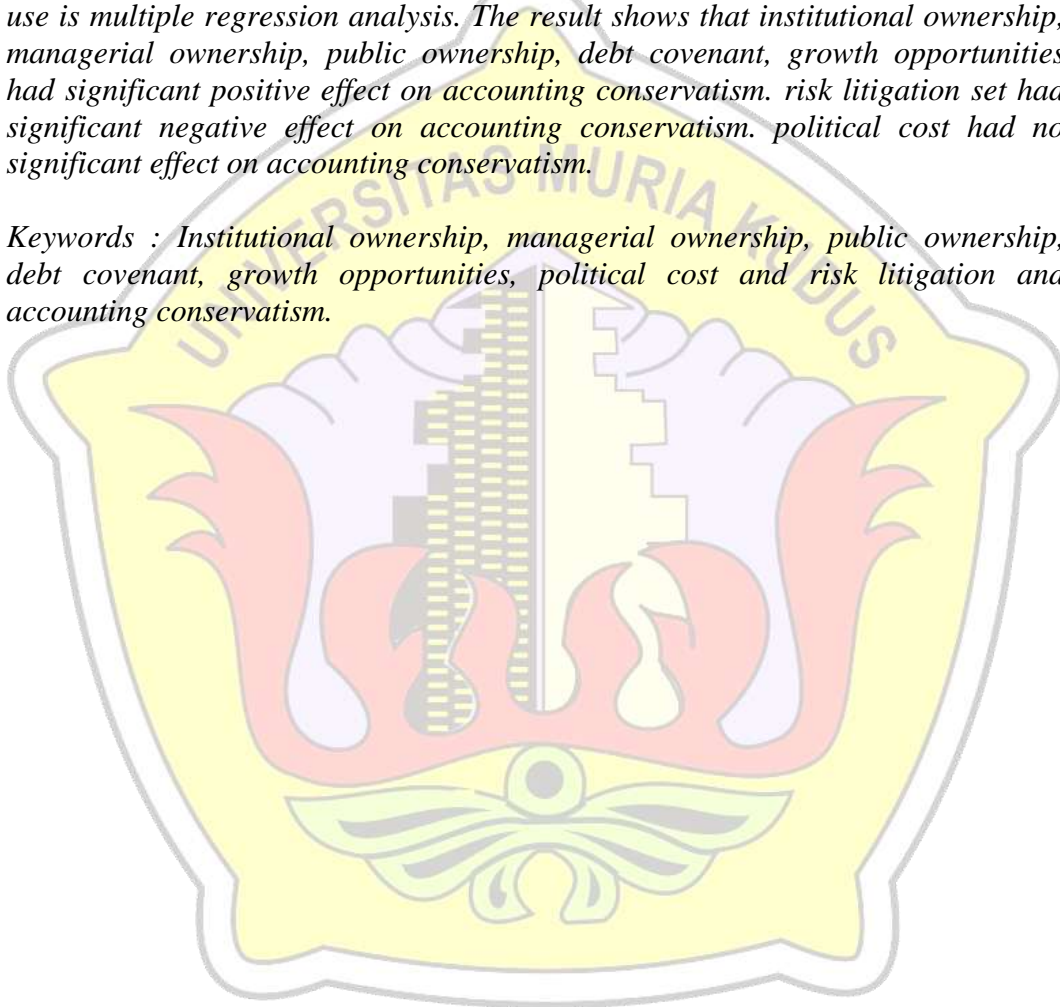 use is multiple regression analysis. The result shows that institutional ownership,
managerial ownership, public ownership, debt covenant, growth opportunities
had significant positive effect on accounting conservatism. risk litigation set had
significant negative effect on accounting conservatism. political cost had no
significant effect on accounting conservatism.
UNIVERSITAS MURIA KUDUS
Keywords : Institutional ownership, managerial ownership, public ownership,
debt covenant, growth opportunities, political cost and risk litigation and
accounting conservatism.